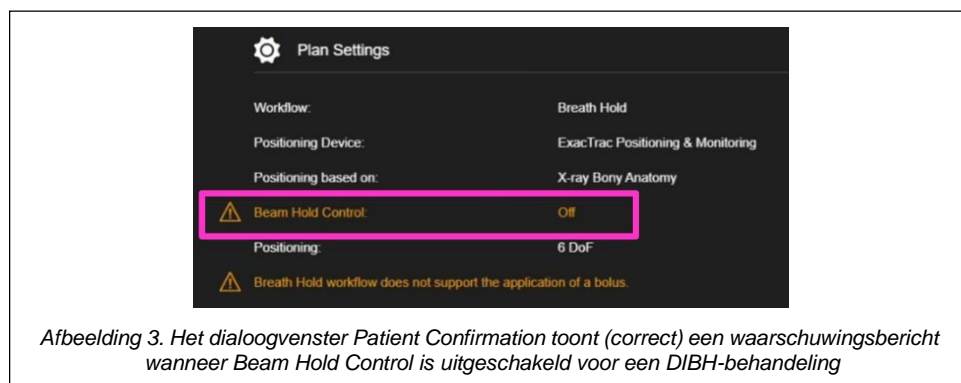 Plan Settings
Workflow: Breath Hold
Positioning Device: ExacTrac Positioning & Monitoring
Positioning based on: X-ray Bony Anatomy
Beam Hold Control: Off
Positioning: 6 DoF
Breath Hold workflow does not support the application of a bolus.
Afbeelding 3. Het dialoogvenster Patient Confirmation toont (correct) een waarschuwingsbericht
wanneer Beam Hold Control is uitgeschakeld voor een DIBH-behandeling